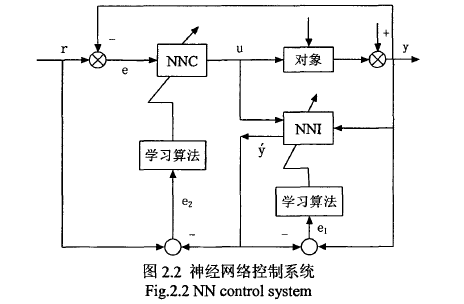 r
−
e
NNC
u
对象
+
y
NNI
ý
学习算法
学习算法
e₂
e₁
−
−
图 2.2 神经网络控制系统
Fig.2.2 NN control system